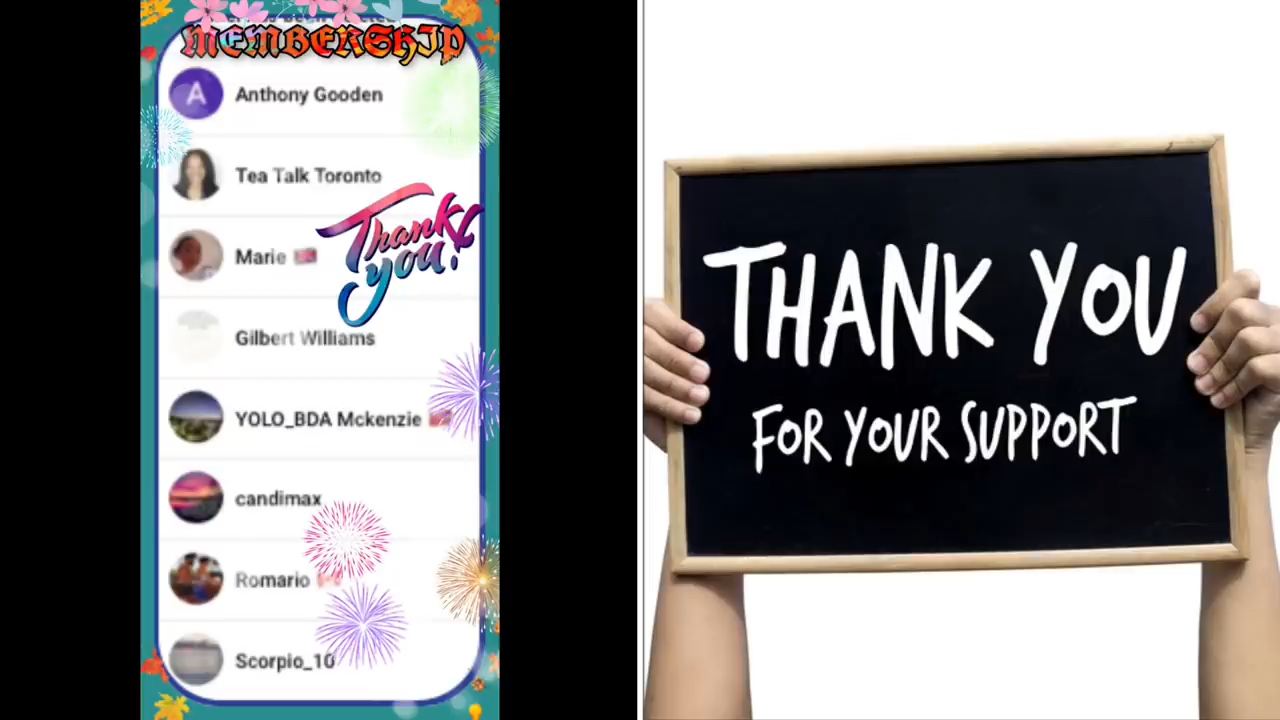 MEMBERSHIP
Anthony Gooden
Tea Talk Toronto
Thank
you!
Marie
Gilbert Williams
YOLO_BDA Mckenzie
candimax
Romario
Scorpio_10
THANK YOU
FOR YOUR SUPPORT